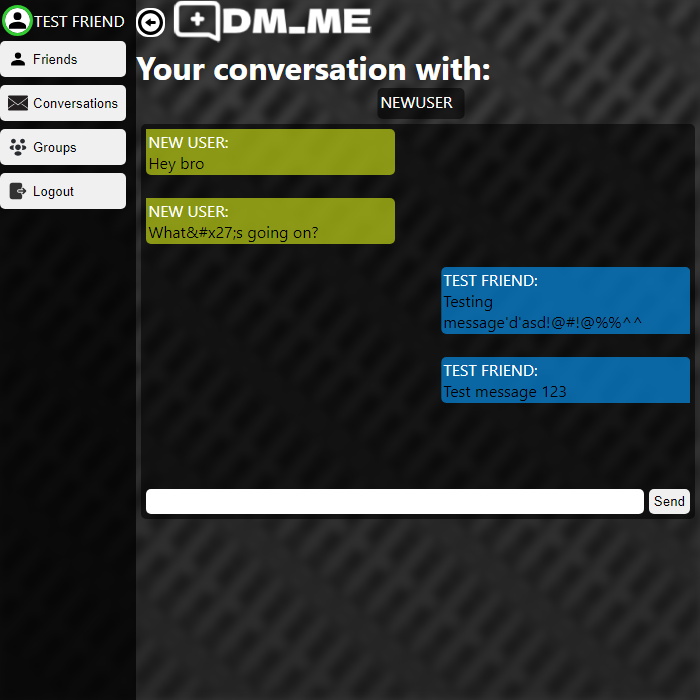 TEST FRIEND
Friends
Conversations
Groups
Logout
DM_ME
Your conversation with:
NEWUSER
NEW USER:
Hey bro
NEW USER:
What&#x27;s going on?
TEST FRIEND:
Testing
message'd'asd!@#!@%%^^
TEST FRIEND:
Test message 123
Send